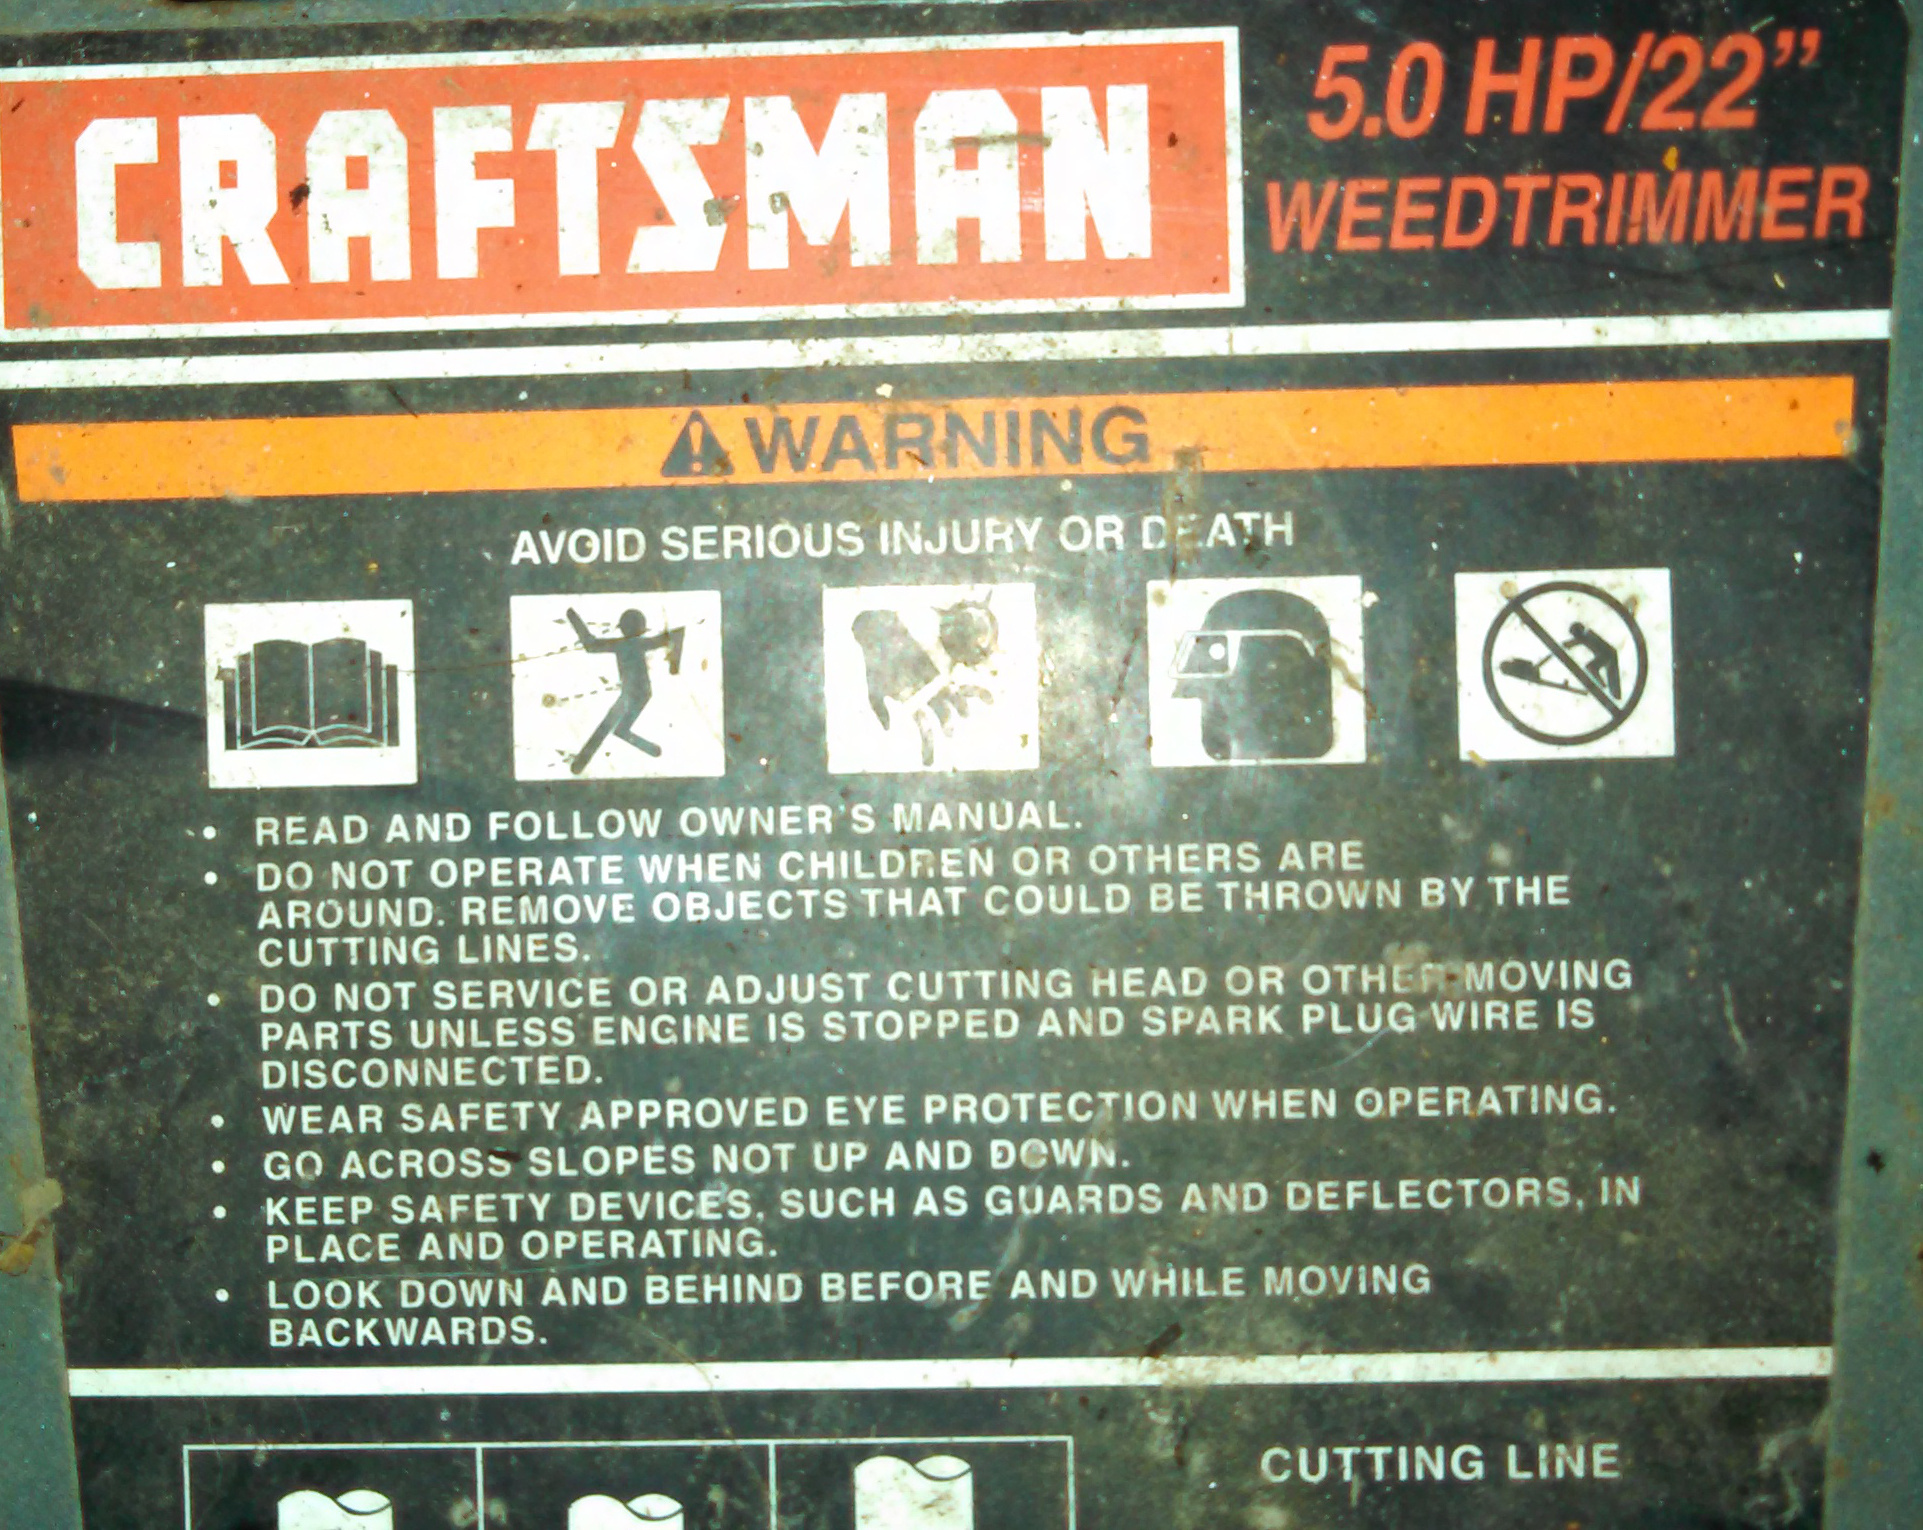 CRAFTSMAN
5.0 HP/22”
WEEDTRIMMER
WARNING
AVOID SERIOUS INJURY OR DEATH
• READ AND FOLLOW OWNER'S MANUAL.
• DO NOT OPERATE WHEN CHILDREN OR OTHERS ARE
AROUND. REMOVE OBJECTS THAT COULD BE THROWN BY THE
CUTTING LINES.
• DO NOT SERVICE OR ADJUST CUTTING HEAD OR OTHER MOVING
PARTS UNLESS ENGINE IS STOPPED AND SPARK PLUG WIRE IS
DISCONNECTED.
• WEAR SAFETY APPROVED EYE PROTECTION WHEN OPERATING.
• GO ACROSS SLOPES NOT UP AND DOWN.
• KEEP SAFETY DEVICES, SUCH AS GUARDS AND DEFLECTORS, IN
PLACE AND OPERATING.
• LOOK DOWN AND BEHIND BEFORE AND WHILE MOVING
BACKWARDS.
CUTTING LINE